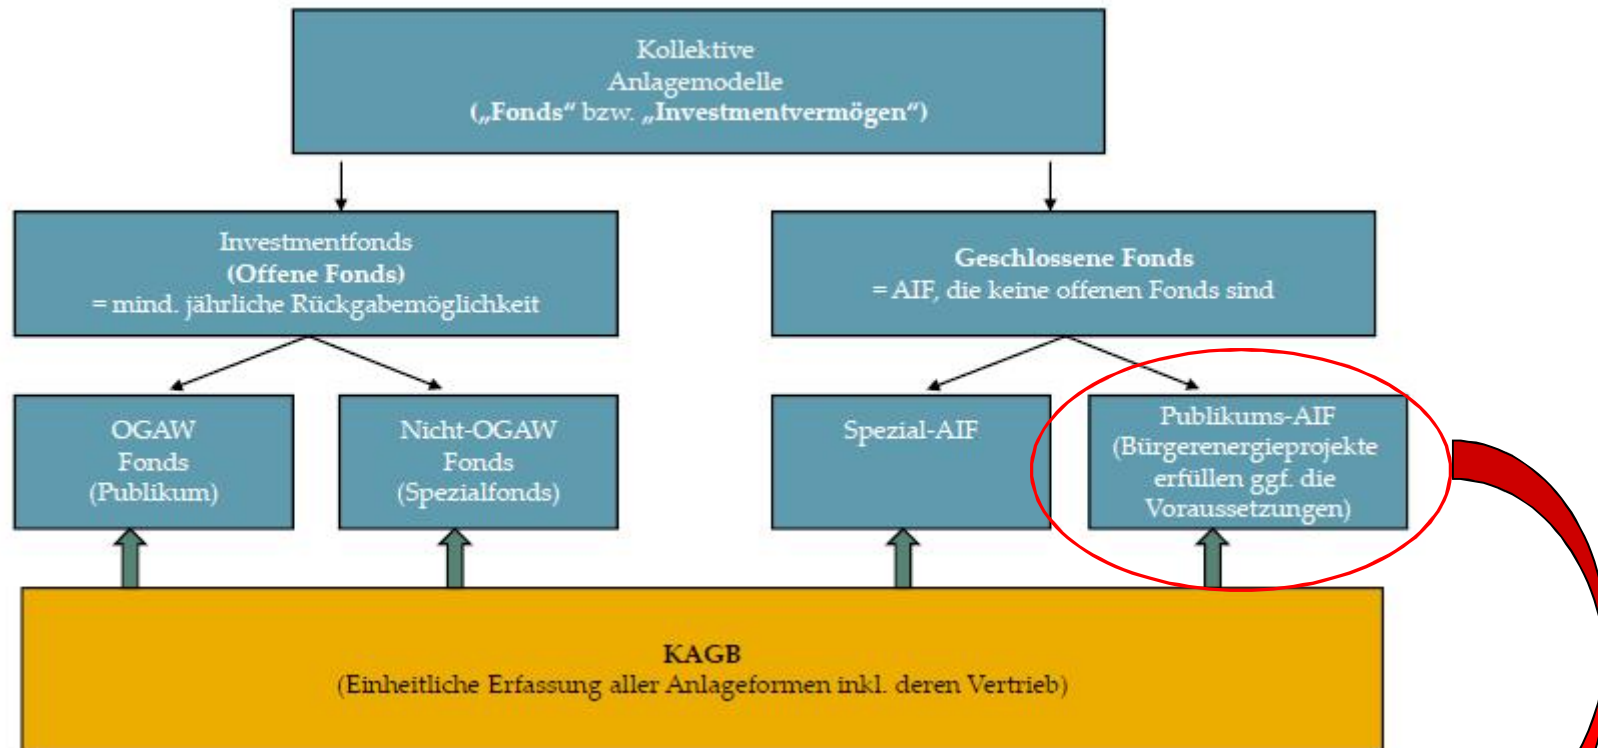 Kollektive
Anlagemodelle
(„Fonds“ bzw. „Investmentvermögen“)
Investmentfonds
(Offene Fonds)
= mind. jährliche Rückgabemöglichkeit
Geschlossene Fonds
= AIF, die keine offenen Fonds sind
OGAW
Fonds
(Publikum)
Nicht-OGAW
Fonds
(Spezialfonds)
Spezial-AIF
Publikums-AIF
(Bürgerenergieprojekte
erfüllen ggf. die
Voraussetzungen)
KAGB
(Einheitliche Erfassung aller Anlageformen inkl. deren Vertrieb)